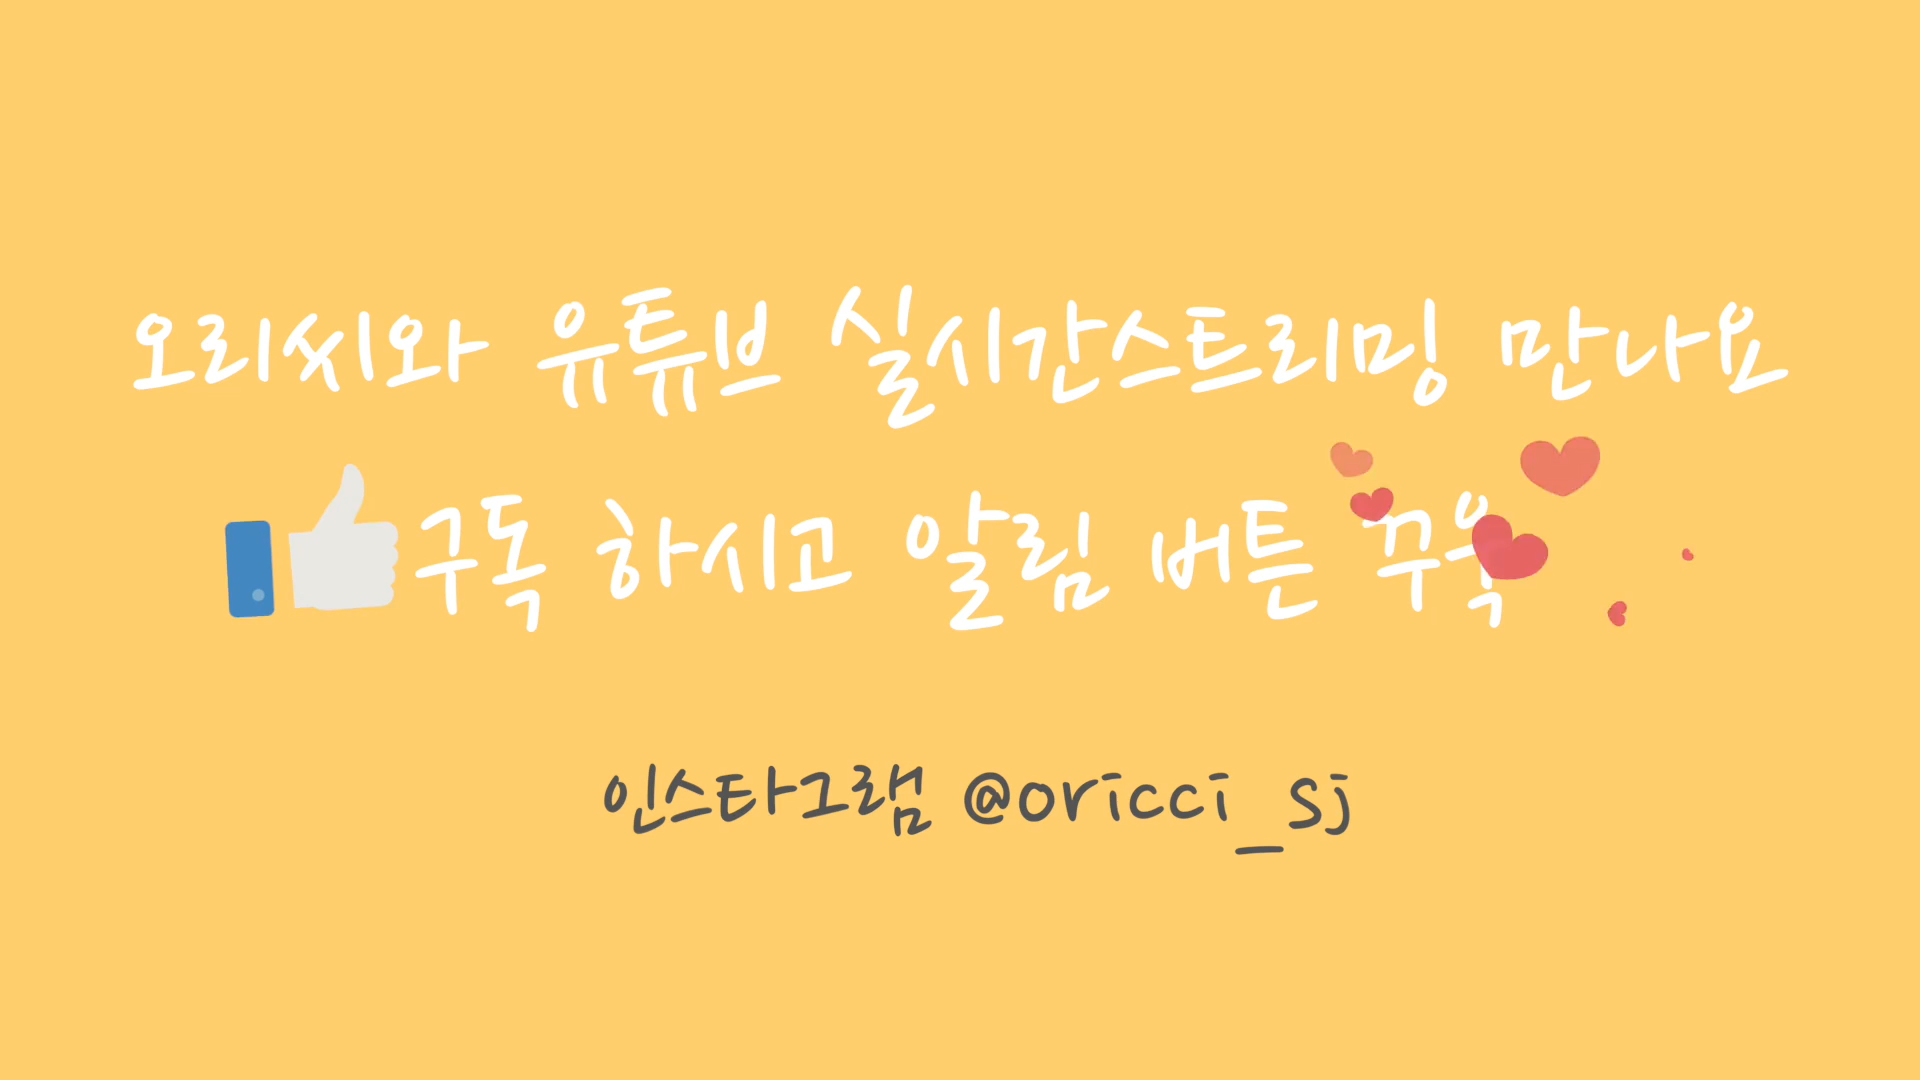 오리씨와 유튜브 실시간스트리밍 만나요
구독 하시고 알림 버튼 꾸욱
인스타그램 @oricci_sj